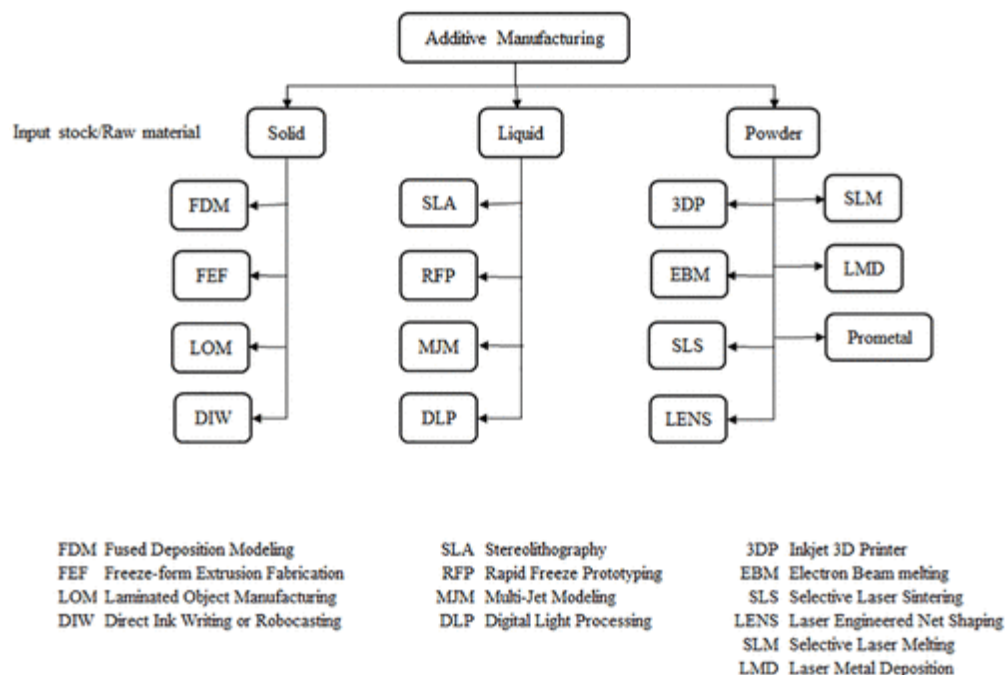 Additive Manufacturing
Input stock/Raw material
Solid
Liquid
Powder
FDM
SLA
3DP
SLM
FEF
RFP
EBM
LMD
LOM
MJM
SLS
Prometal
DIW
DLP
LENS
FDM Fused Deposition Modeling
FEF Freeze-form Extrusion Fabrication
LOM Laminated Object Manufacturing
DIW Direct Ink Writing or Robocasting
SLA Stereolithography
RFP Rapid Freeze Prototyping
MJM Multi-Jet Modeling
DLP Digital Light Processing
3DP Inkjet 3D Printer
EBM Electron Beam melting
SLS Selective Laser Sintering
LENS Laser Engineered Net Shaping
SLM Selective Laser Melting
LMD Laser Metal Deposition